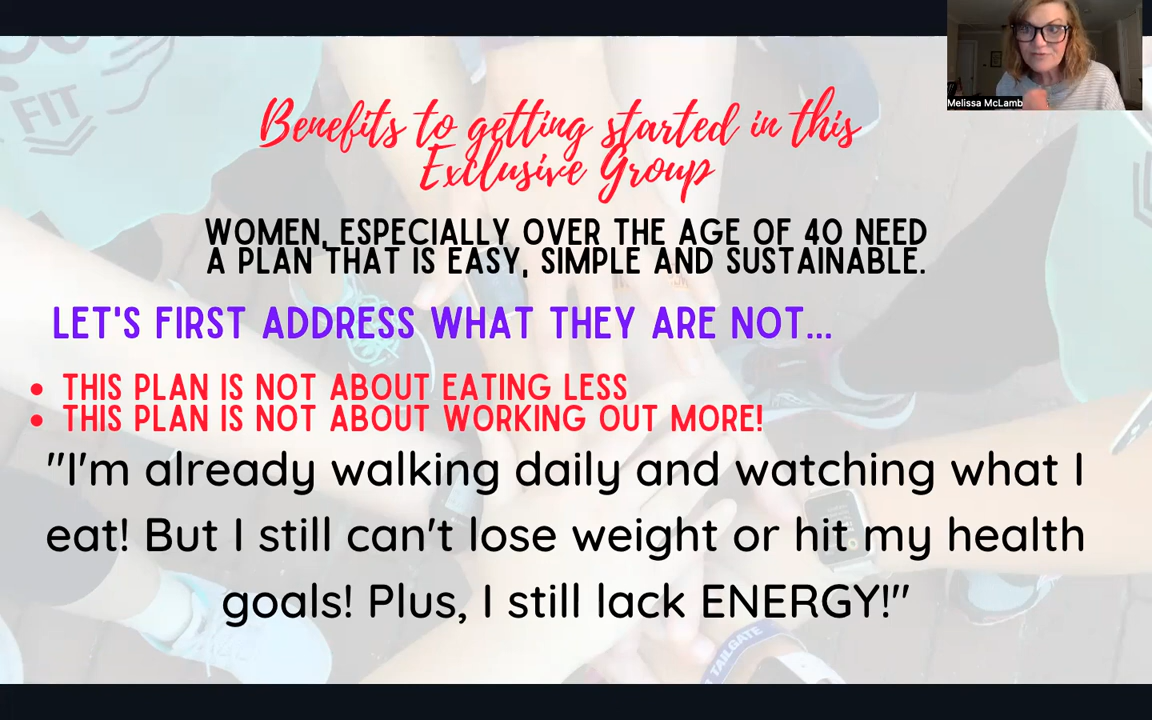 FIT
Melissa McLamb
Benefits to getting started in this
Exclusive Group
WOMEN, ESPECIALLY OVER THE AGE OF 40 NEED
A PLAN THAT IS EASY, SIMPLE AND SUSTAINABLE.
LET'S FIRST ADDRESS WHAT THEY ARE NOT...
• THIS PLAN IS NOT ABOUT EATING LESS
• THIS PLAN IS NOT ABOUT WORKING OUT MORE!
"I'm already walking daily and watching what I
eat! But I still can't lose weight or hit my health
goals! Plus, I still lack ENERGY!"
TAILGATE